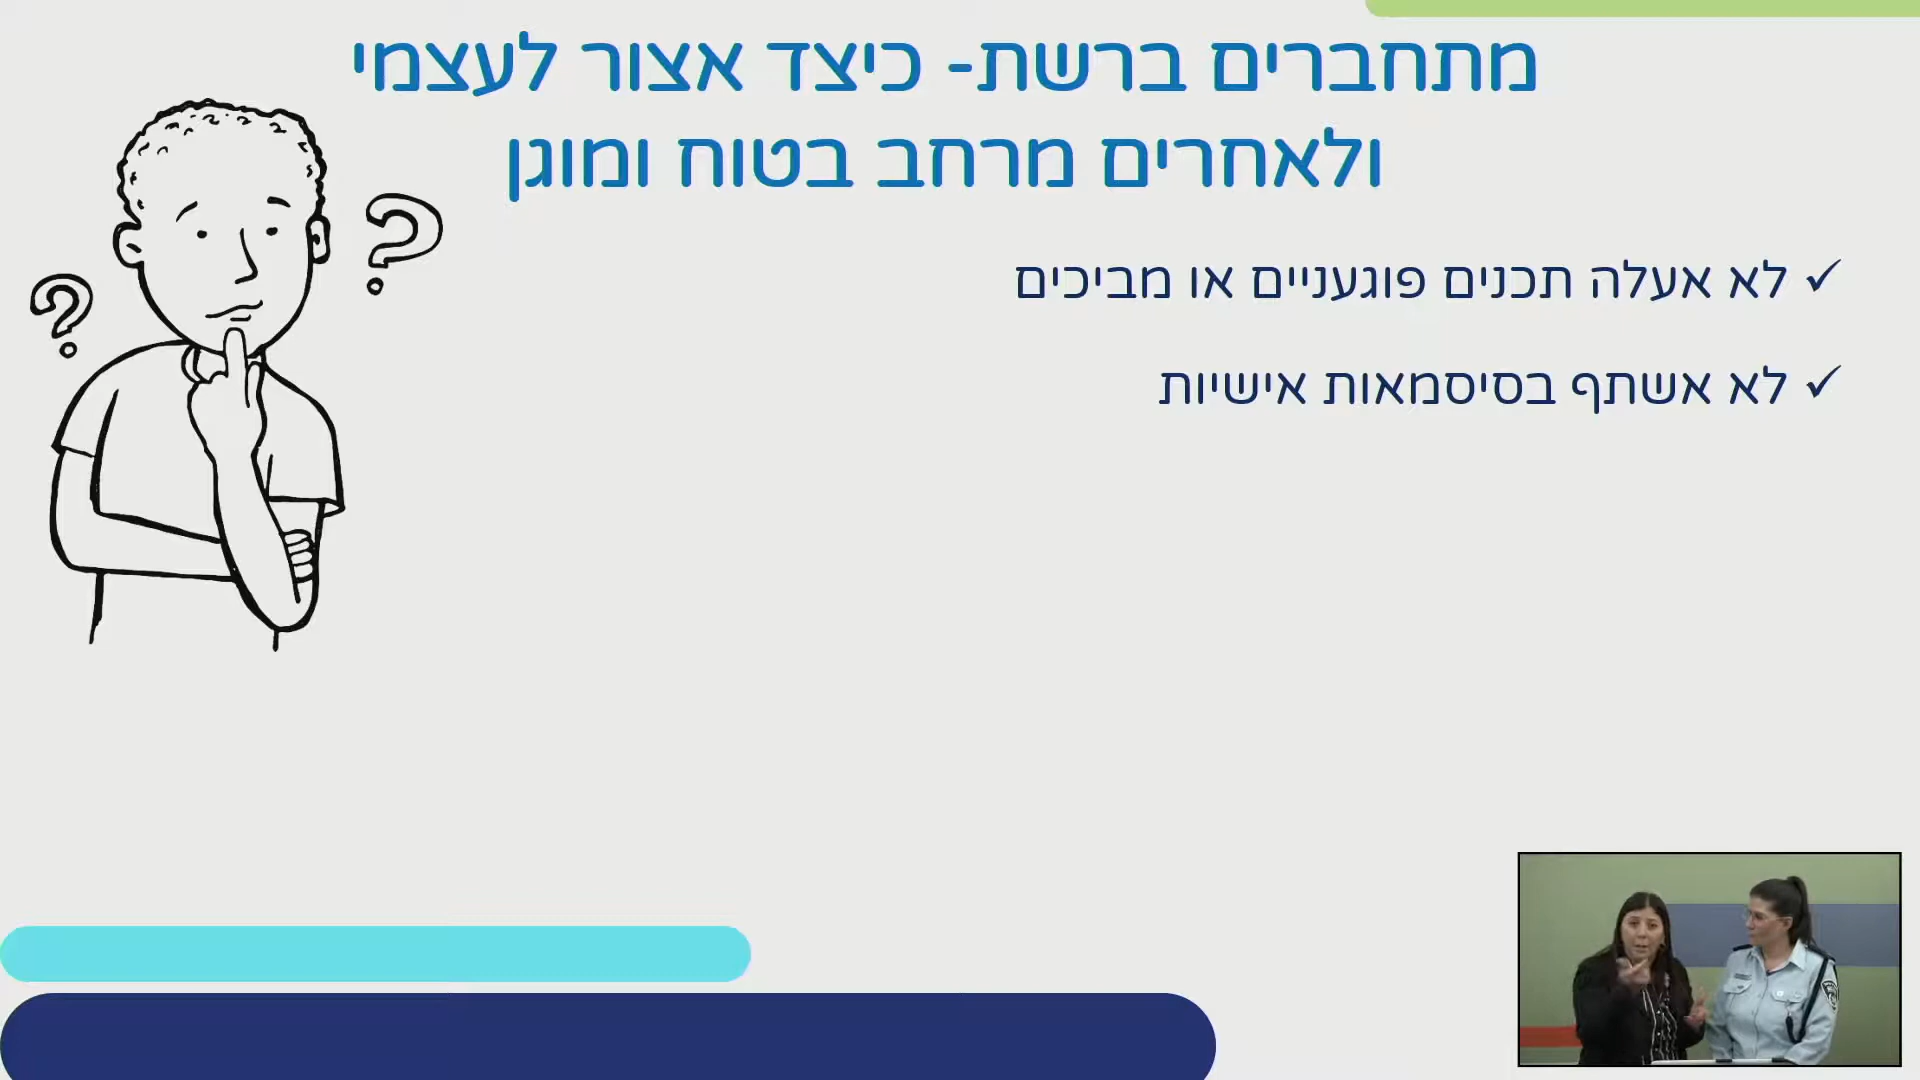 מתחברים ברשת- כיצד אצור לעצמי
ולאחרים מרחב בטוח ומוגן
✓ לא אעלה תכנים פוגעניים או מביכים
✓ לא אשתף בסיסמאות אישיות
? ?